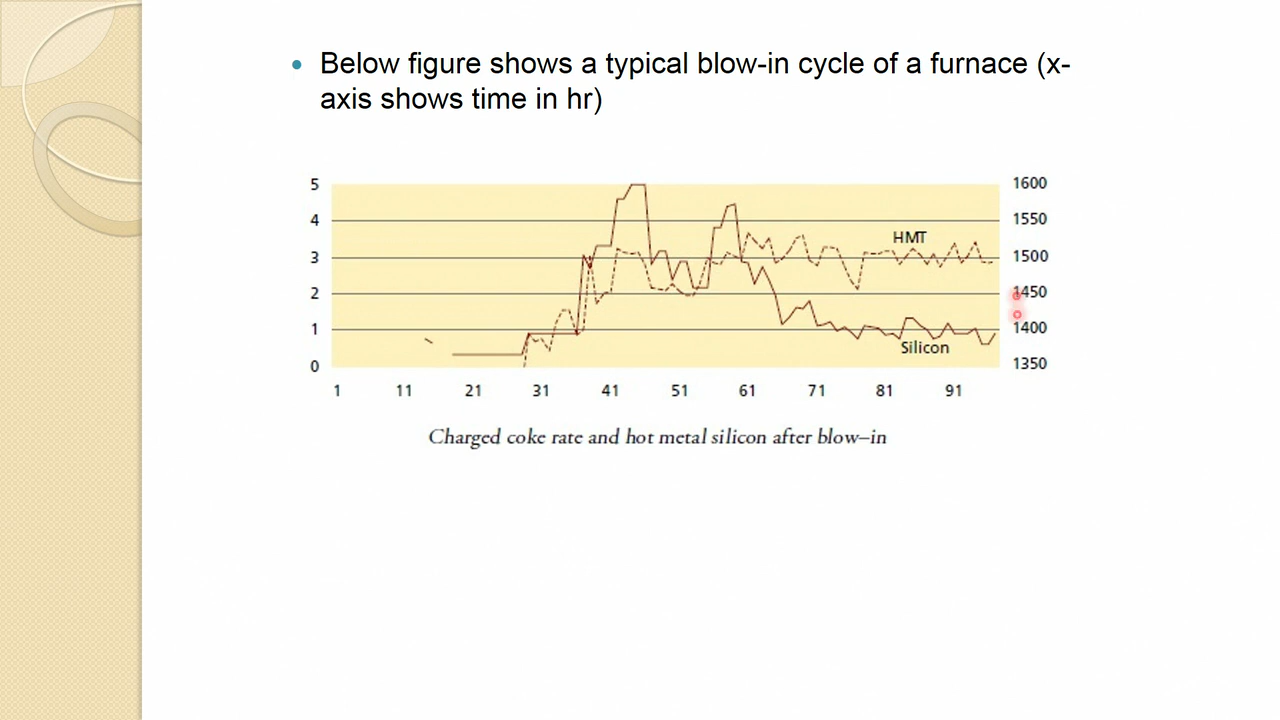 Below figure shows a typical blow-in cycle of a furnace (x-
axis shows time in hr)
5
4
3
2
1
0
1600
1550
1500
1450
1400
1350
HMT
Silicon
1 11 21 31 41 51 61 71 81 91
Charged coke rate and hot metal silicon after blow–in